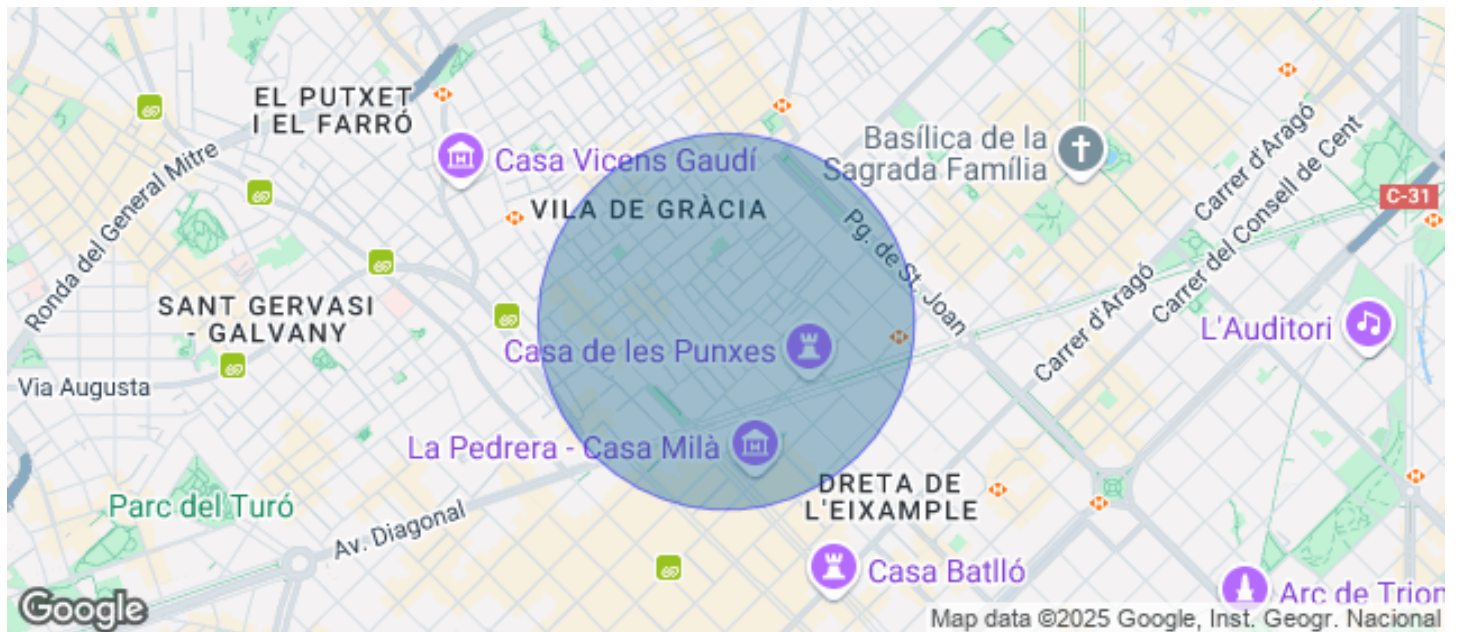 EL PUTXET
I EL FARRÓ
Casa Vicens Gaudí
Basílica de la
Sagrada Família
Carrer d'Aragó
Carrer del Consell de Cent
C-31
Ronda del General Mitre
VILA DE GRÀCIA
Pg. de St. Joan
SANT GERVASI
- GALVANY
Carrer d'Aragó
L'Auditori
Casa de les Punxes
Via Augusta
La Pedrera - Casa Milà
DRETA DE
L'EIXAMPLE
Parc del Turó
Av. Diagonal
Casa Batlló
Arc de Trion
Google
Map data ©2025 Google, Inst. Geogr. Nacional